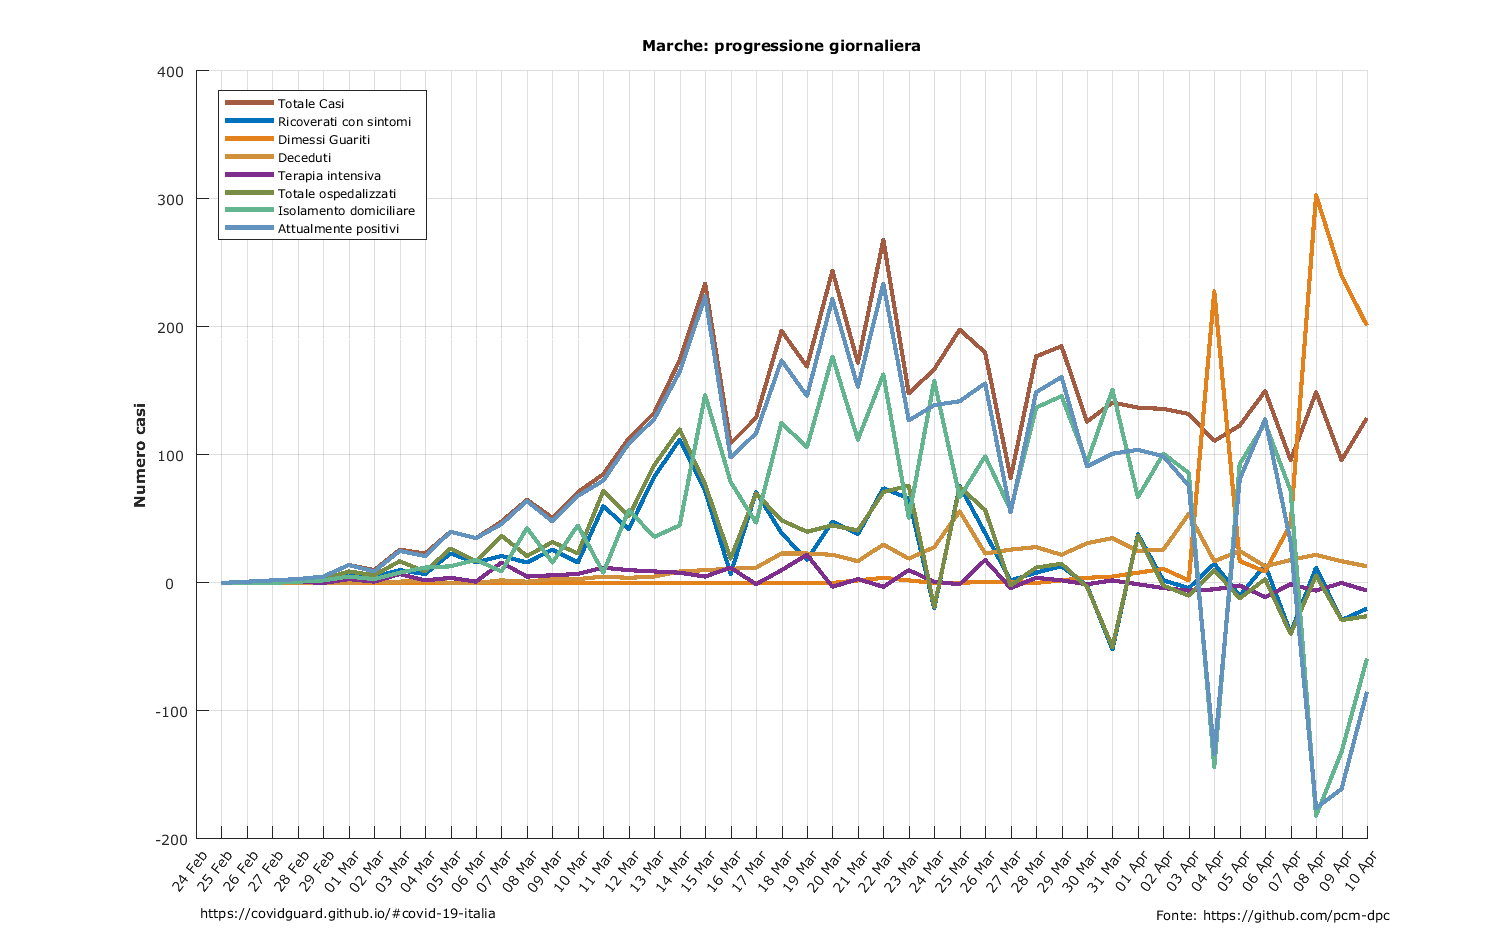 Marche: progressione giornaliera
400
300
200
100
0
-100
-200
Numero casi
Totale Casi
Ricoverati con sintomi
Dimessi Guariti
Deceduti
Terapia intensiva
Totale ospedalizzati
Isolamento domiciliare
Attualmente positivi
24 Feb
25 Feb
26 Feb
27 Feb
28 Feb
29 Feb
01 Mar
02 Mar
03 Mar
04 Mar
05 Mar
06 Mar
07 Mar
08 Mar
09 Mar
10 Mar
11 Mar
12 Mar
13 Mar
14 Mar
15 Mar
16 Mar
17 Mar
18 Mar
19 Mar
20 Mar
21 Mar
22 Mar
23 Mar
24 Mar
25 Mar
26 Mar
27 Mar
28 Mar
29 Mar
30 Mar
31 Mar
01 Apr
02 Apr
03 Apr
04 Apr
05 Apr
06 Apr
07 Apr
08 Apr
09 Apr
10 Apr
https://covidguard.github.io/#covid-19-italia
Fonte: https://github.com/pcm-dpc